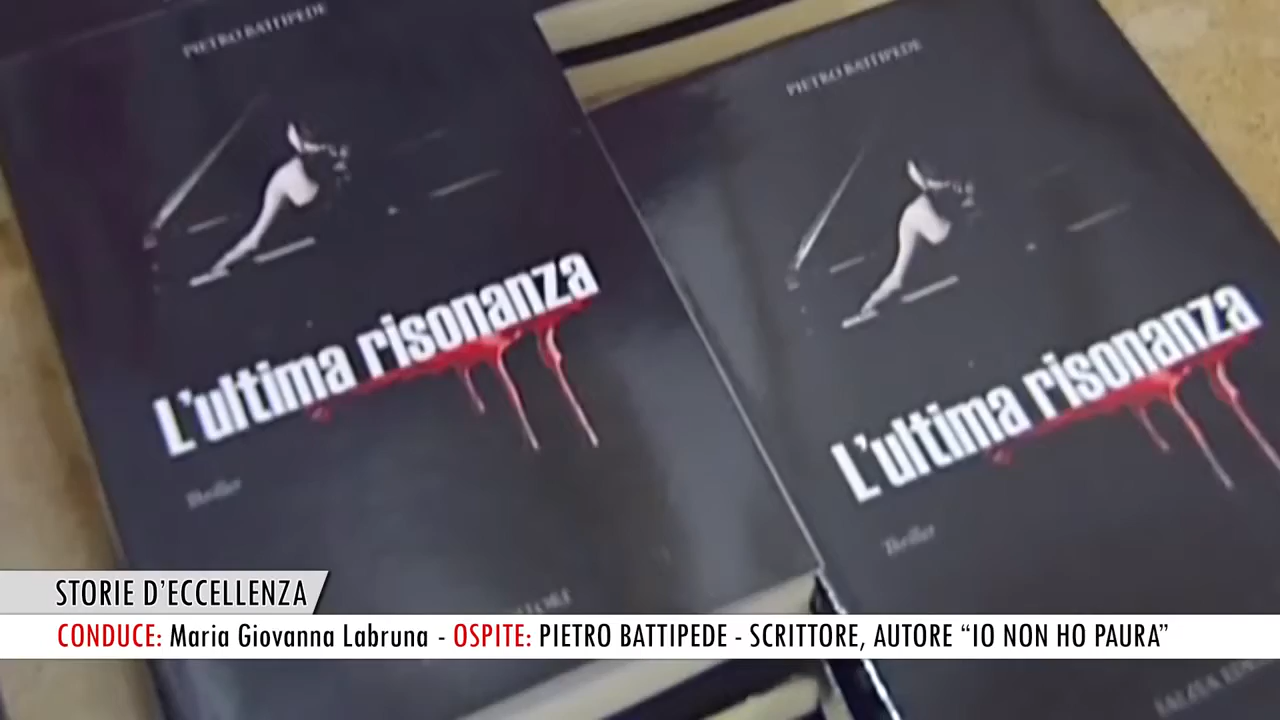 PIETRO BATTIPEDE
L'ultima risonanza
Thriller
PIETRO BATTIPEDE
L'ultima risonanza
Thriller
STORIE D'ECCELLENZA
CONDUCE: Maria Giovanna Labruna - OSPITE: PIETRO BATTIPEDE - SCRITTORE, AUTORE “IO NON HO PAURA”